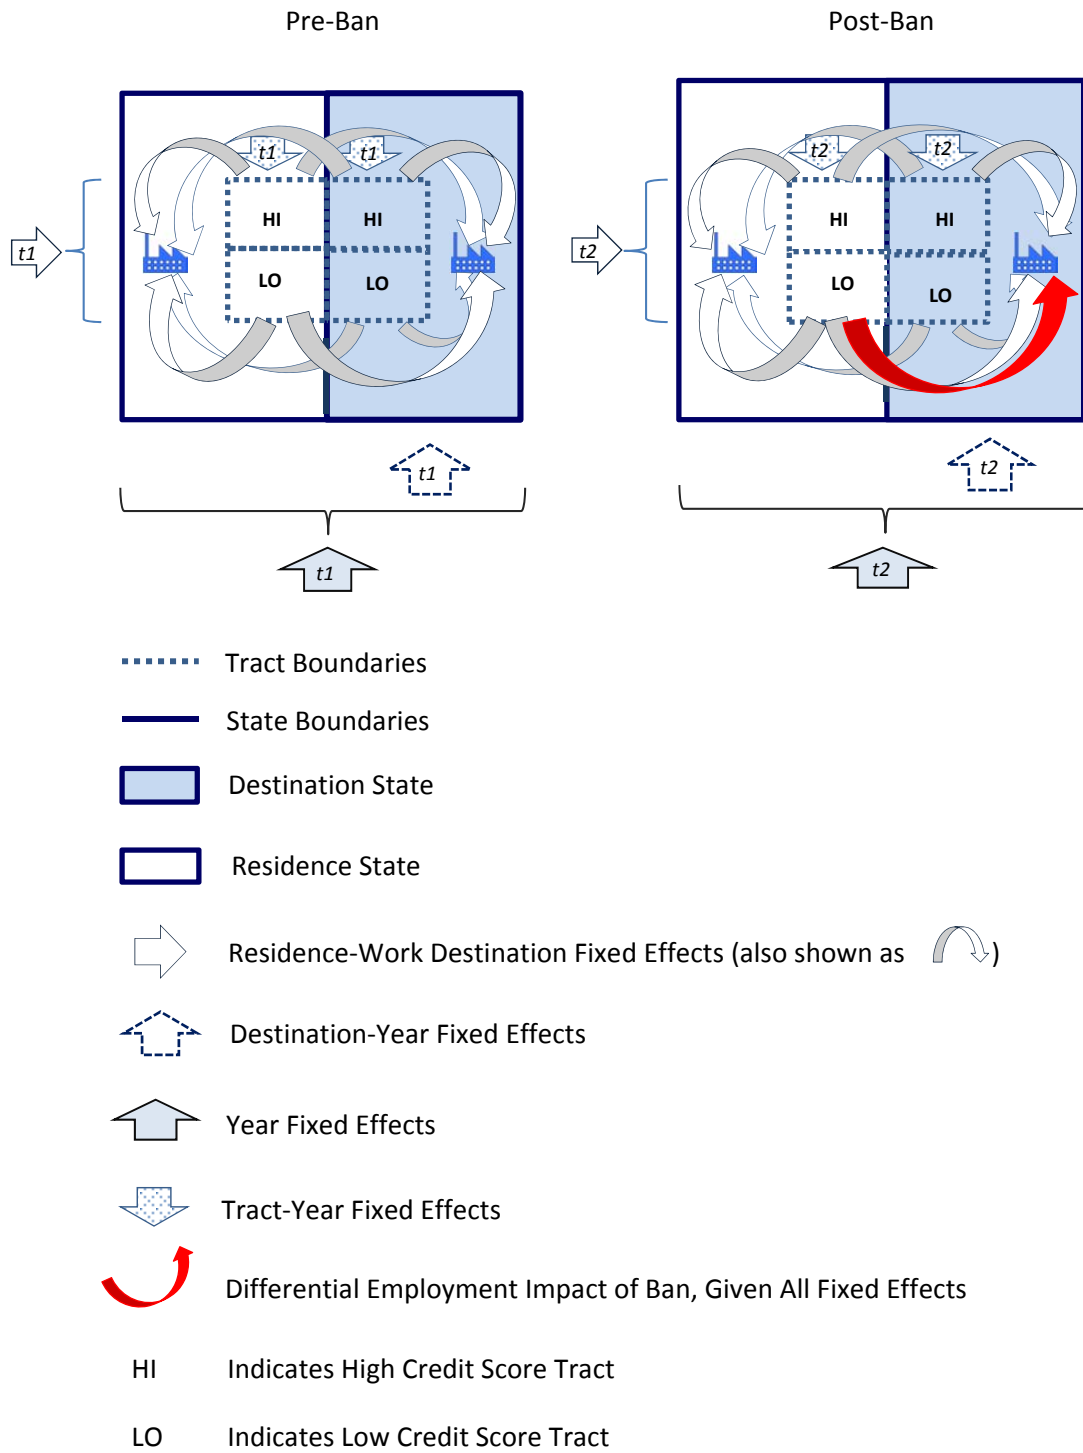 Pre-Ban Post-Ban
t1 t1 t2 t2
HI HI HI HI
t1 t2
LO LO LO LO
t1 t2
t1 t2
Tract Boundaries
State Boundaries
Destination State
Residence State
Residence-Work Destination Fixed Effects (also shown as )
Destination-Year Fixed Effects
Year Fixed Effects
Tract-Year Fixed Effects
Differential Employment Impact of Ban, Given All Fixed Effects
HI Indicates High Credit Score Tract
LO Indicates Low Credit Score Tract